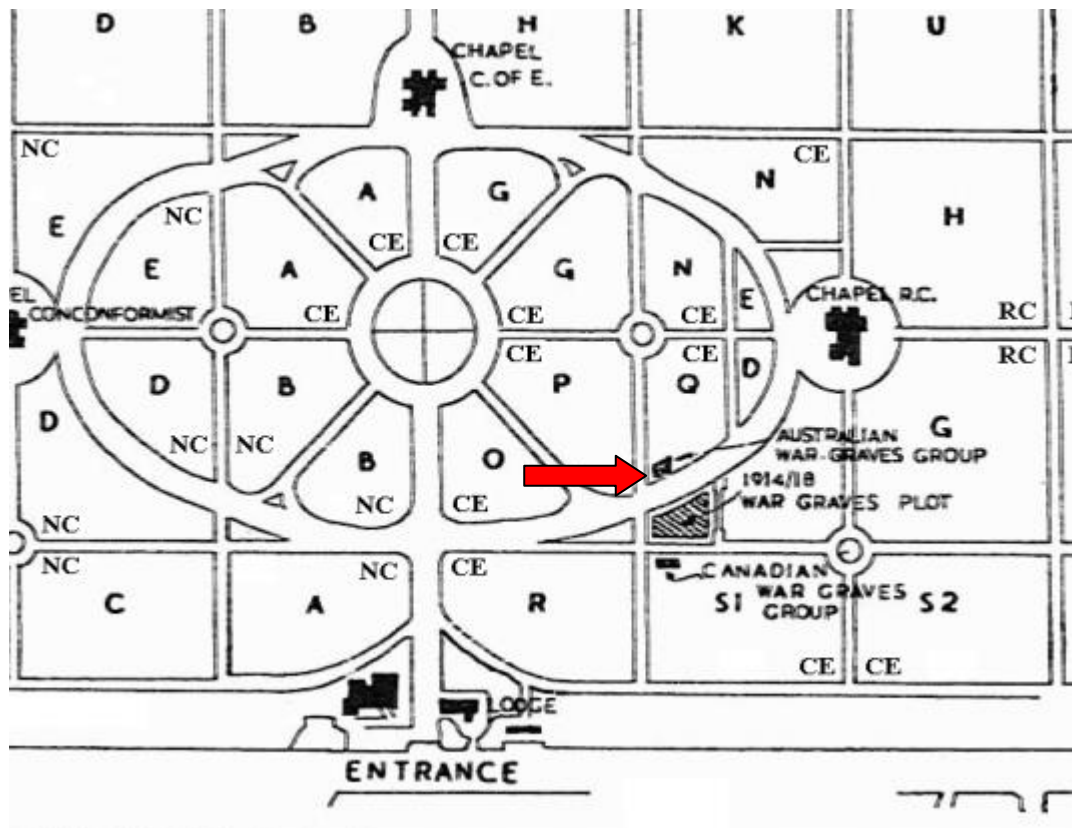 D B H K U
CHAPEL
C. OF E.
NC CE
N
A G
E NC H
CE CE
E A G N
E
CHAPEL R.C.
CONCONFORMIST CE CE CE RC
CE CE RC
D B P Q D
D G
NC NC
AUSTRALIAN
WAR GRAVES GROUP
B O
1914/18
WAR GRAVES PLOT
NC CE
NC
NC NC CE
CANADIAN
WAR GRAVES
GROUP
C A R S1 S2
CE CE
LODGE
ENTRANCE